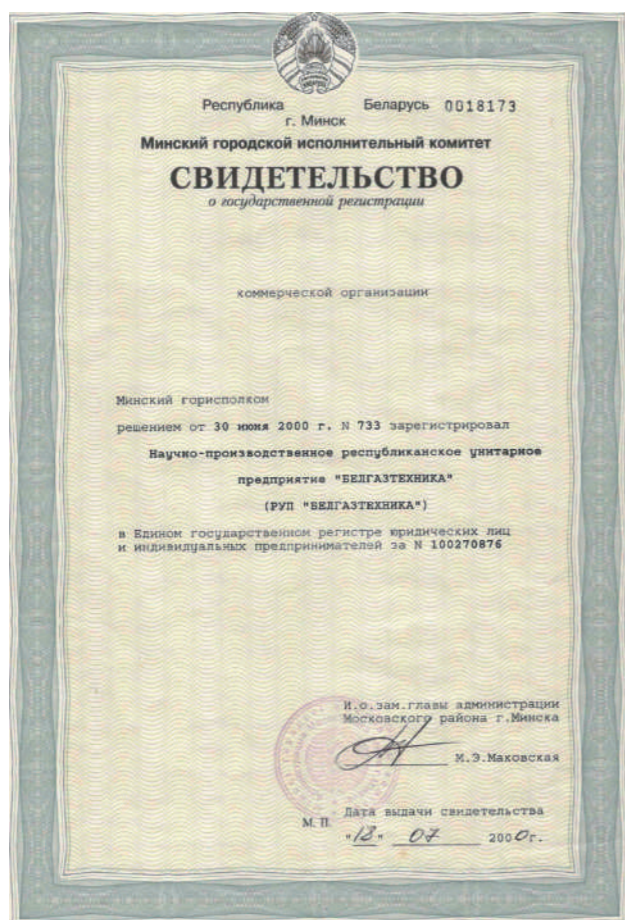 Республика Беларусь 0018173
г. Минск
Минский городской исполнительный комитет
СВИДЕТЕЛЬСТВО
о государственной регистрации
коммерческой организации
Минский горисполком
решением от 30 июня 2000 г. N 733 зарегистрировал
Научно-производственное республиканское унитарное
предприятие "БЕЛГАЗТЕХНИКА"
(РУП "БЕЛГАЗТЕХНИКА")
в Едином государственном регистре юридических лиц
и индивидуальных предпринимателей за N 100270876
И.о.зам.главы администрации
Московского района г.Минска
М.Э.Маковская
М. П.
Дата выдачи свидетельства
"18" 07 2000г.